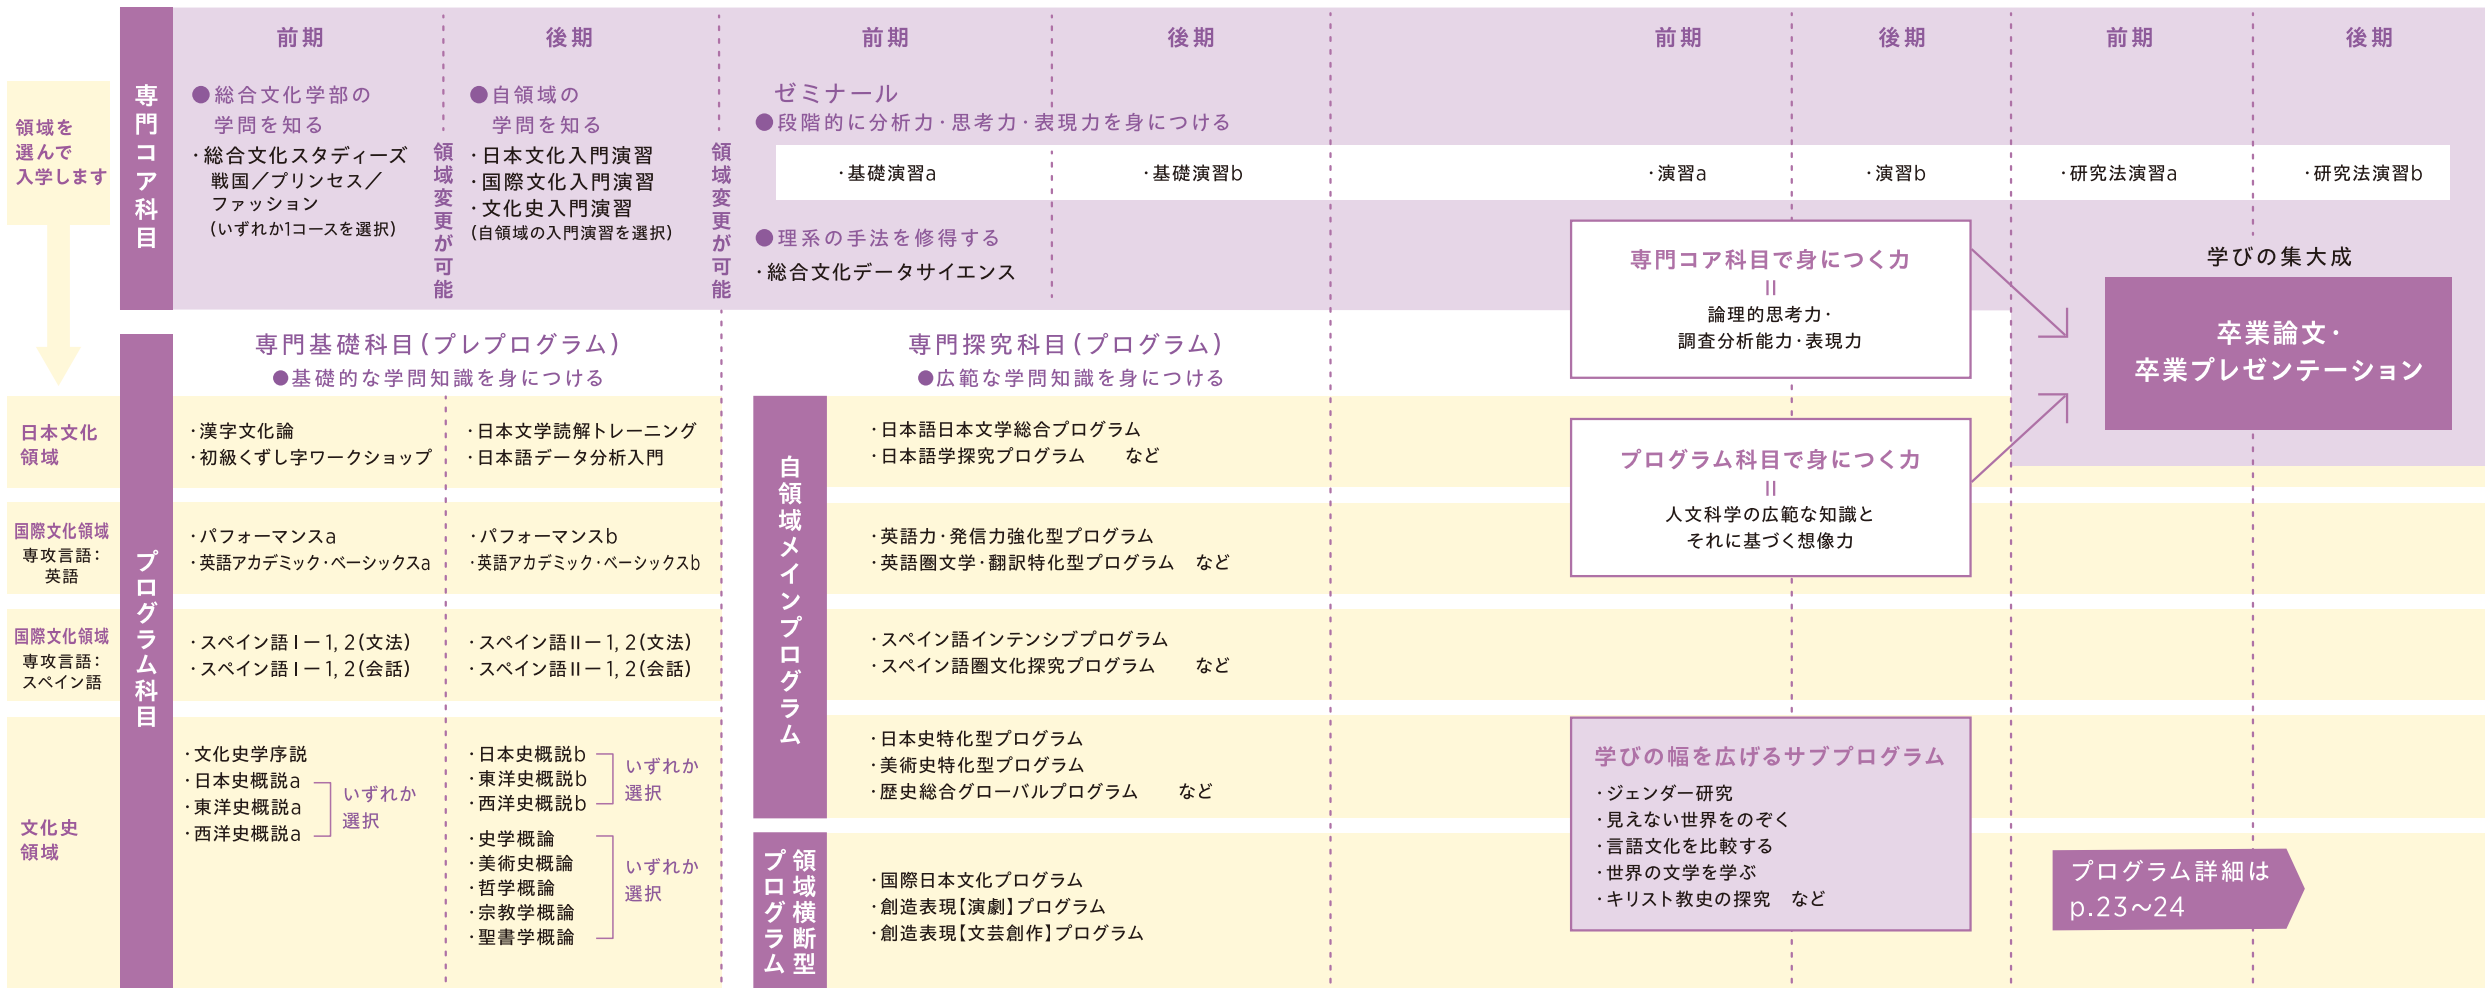 前期
後期
前期
後期
前期
後期
前期
後期
領域を
選んで
入学します
専門コア科目
●総合文化学部の
学問を知る
・総合文化スタディーズ
戦国／プリンセス／
ファッション
(いずれか1コースを選択)
領域変更が可能
●自領域の
学問を知る
・日本文化入門演習
・国際文化入門演習
・文化史入門演習
(自領域の入門演習を選択)
領域変更が可能
ゼミナール
●段階的に分析力・思考力・表現力を身につける
・基礎演習a
・基礎演習b
・演習a
・演習b
・研究法演習a
・研究法演習b
●理系の手法を修得する
・総合文化データサイエンス
専門コア科目で身につく力
=
論理的思考力・
調査分析能力・表現力
学びの集大成
卒業論文・
卒業プレゼンテーション
プログラム科目
専門基礎科目(プレプログラム)
●基礎的な学問知識を身につける
専門探究科目(プログラム)
●広範な学問知識を身につける
日本文化
領域
・漢字文化論
・初級くずし字ワークショップ
・日本文学読解トレーニング
・日本語データ分析入門
自領域メインプログラム
・日本語日本文学総合プログラム
・日本語学探究プログラム　など
プログラム科目で身につく力
=
人文科学の広範な知識と
それに基づく想像力
国際文化領域
専攻言語：
英語
・パフォーマンスa
・英語アカデミック・ベーシックスa
・パフォーマンスb
・英語アカデミック・ベーシックスb
・英語力・発信力強化型プログラム
・英語圏文学・翻訳特化型プログラム　など
国際文化領域
専攻言語：
スペイン語
・スペイン語Ⅰー1, 2(文法)
・スペイン語Ⅰー1, 2(会話)
・スペイン語Ⅱー1, 2(文法)
・スペイン語Ⅱー1, 2(会話)
・スペイン語インテンシブプログラム
・スペイン語圏文化探究プログラム　など
文化史
領域
・文化史学序説
・日本史概説a
・東洋史概説a
・西洋史概説a
いずれか
選択
・日本史概説b
・東洋史概説b
・西洋史概説b
いずれか
選択
・史学概論
・美術史概論
・哲学概論
・宗教学概論
・聖書学概論
いずれか
選択
・日本史特化型プログラム
・美術史特化型プログラム
・歴史総合グローバルプログラム　など
領域横断型
プログラム
・国際日本文化プログラム
・創造表現【演劇】プログラム
・創造表現【文芸創作】プログラム
学びの幅を広げるサブプログラム
・ジェンダー研究
・見えない世界をのぞく
・言語文化を比較する
・世界の文学を学ぶ
・キリスト教史の探究　など
プログラム詳細は
p.23〜24